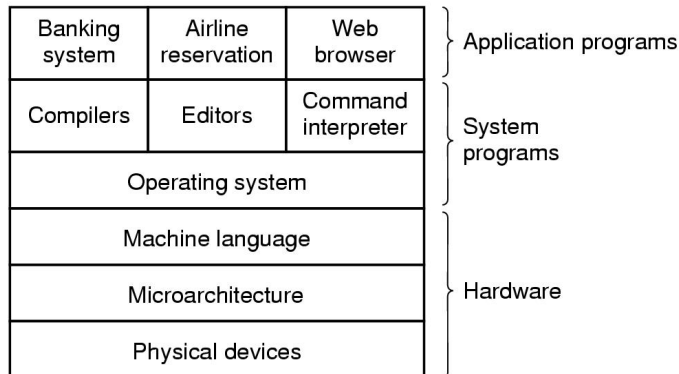 Banking
system
Airline
reservation
Web
browser
Application programs
Compilers
Editors
Command
interpreter
System
programs
Operating system
Machine language
Microarchitecture
Hardware
Physical devices